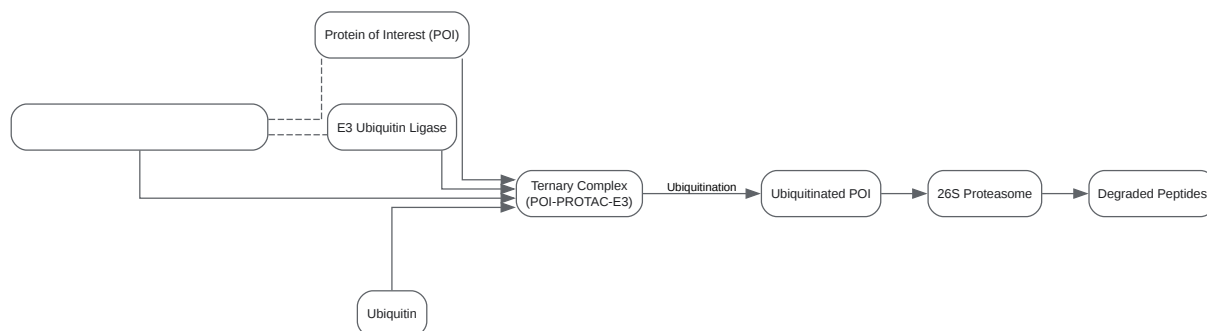 Protein of Interest (POI)
E3 Ubiquitin Ligase
Ternary Complex
(POI-PROTAC-E3)
Ubiquitination
Ubiquitinated POI
26S Proteasome
Degraded Peptides
Ubiquitin